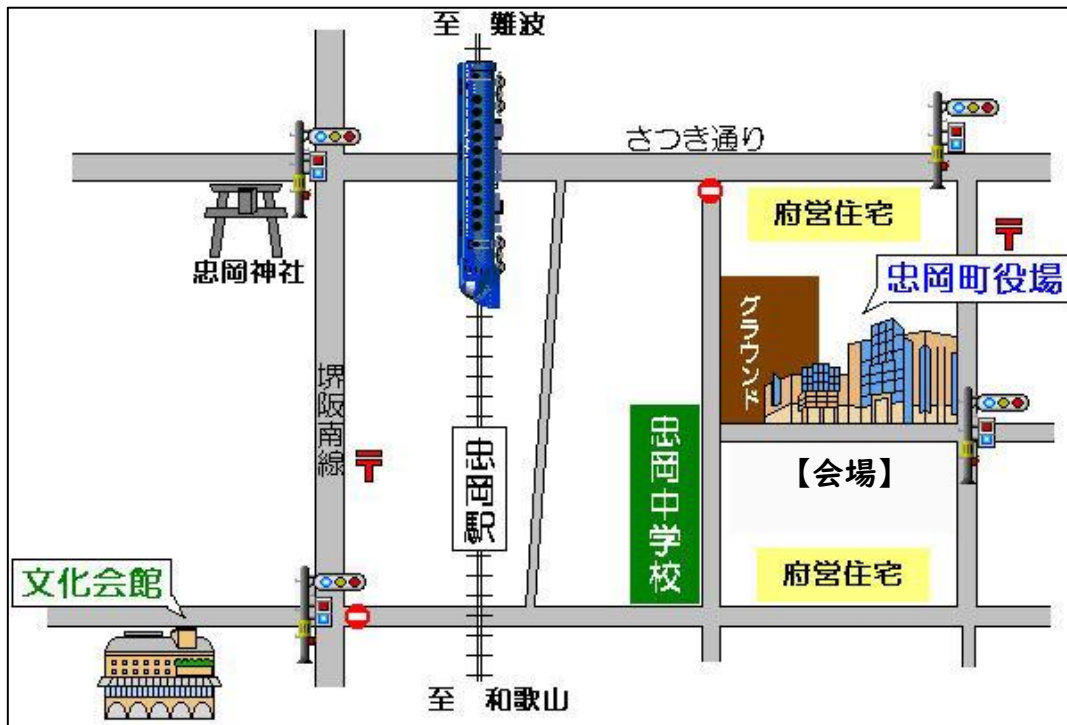 至 難波
さつき通り
府営住宅
〒
忠岡神社
忠岡町役場
グラウンド
堺阪南線
〒
忠岡駅
忠岡中学校
【会場】
文化会館
府営住宅
至 和歌山